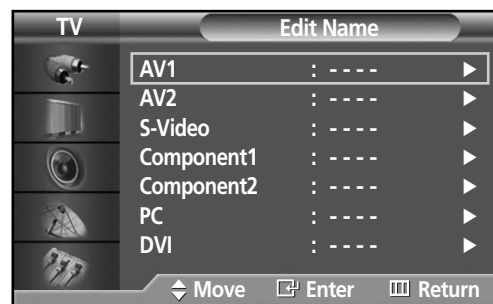 TV Edit Name
AV1 : - - - -
AV2 : - - - -
S-Video : - - - -
Component1 : - - - -
Component2 : - - - -
PC : - - - -
DVI : - - - -
Move Enter Return